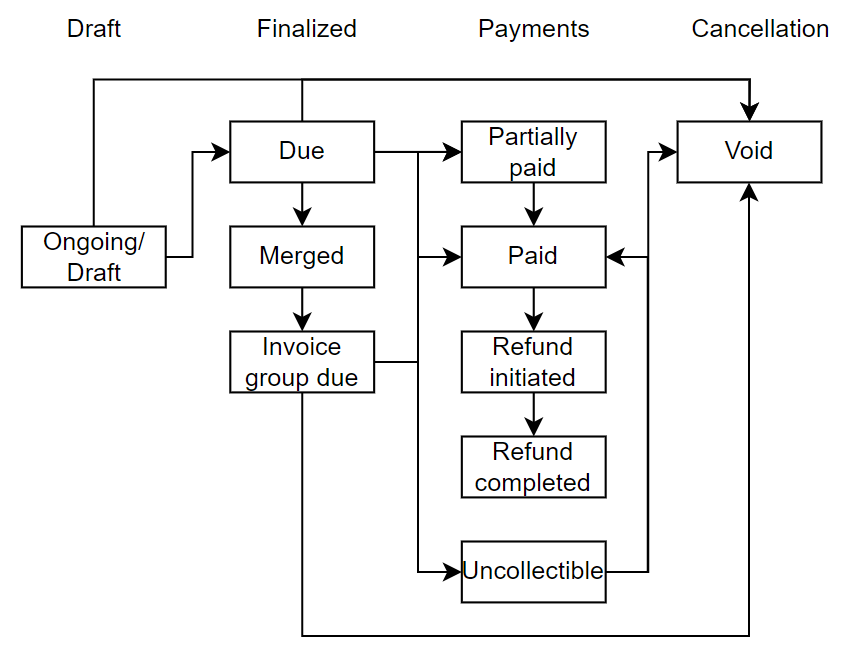 Draft
Finalized
Payments
Cancellation
Due
Partially
paid
Void
Ongoing/
Draft
Merged
Paid
Invoice
group due
Refund
initiated
Refund
completed
Uncollectible